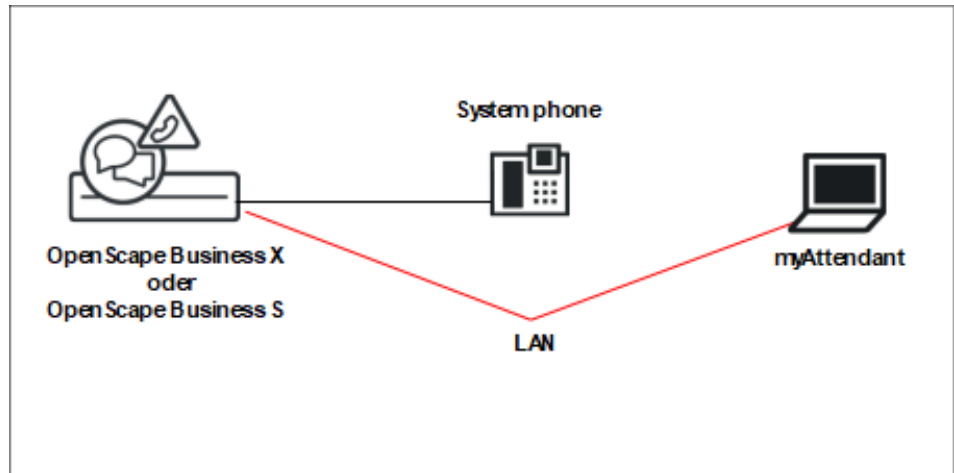 System phone
OpenScape Business X
oder
OpenScape Business S
myAttendant
LAN